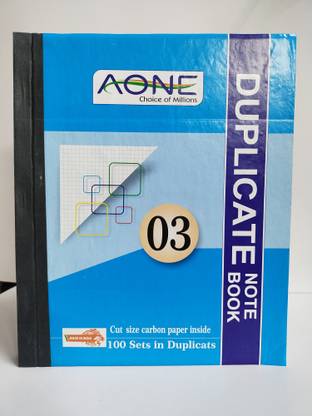 AONE
Choice of Millions
DUPLICATE NOTE BOOK
03
Cut size carbon paper inside
100 Sets in Duplicats